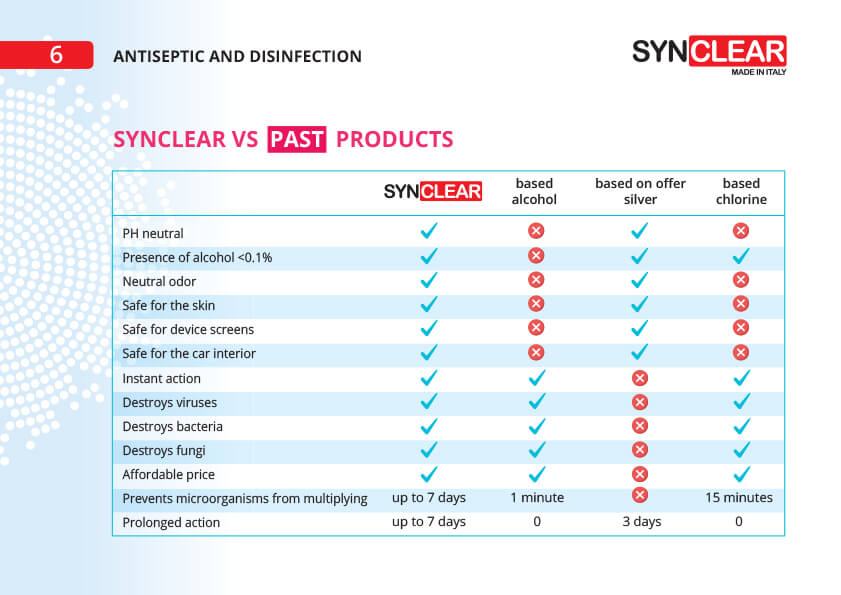 6
ANTISEPTIC AND DISINFECTION
SYNCLEAR
MADE IN ITALY
SYNCLEAR VS PAST PRODUCTS
SYNCLEAR
based alcohol
based on offer silver
based chlorine
PH neutral
Presence of alcohol <0.1%
Neutral odor
Safe for the skin
Safe for device screens
Safe for the car interior
Instant action
Destroys viruses
Destroys bacteria
Destroys fungi
Affordable price
Prevents microorganisms from multiplying up to 7 days 1 minute 15 minutes
Prolonged action up to 7 days 0 3 days 0